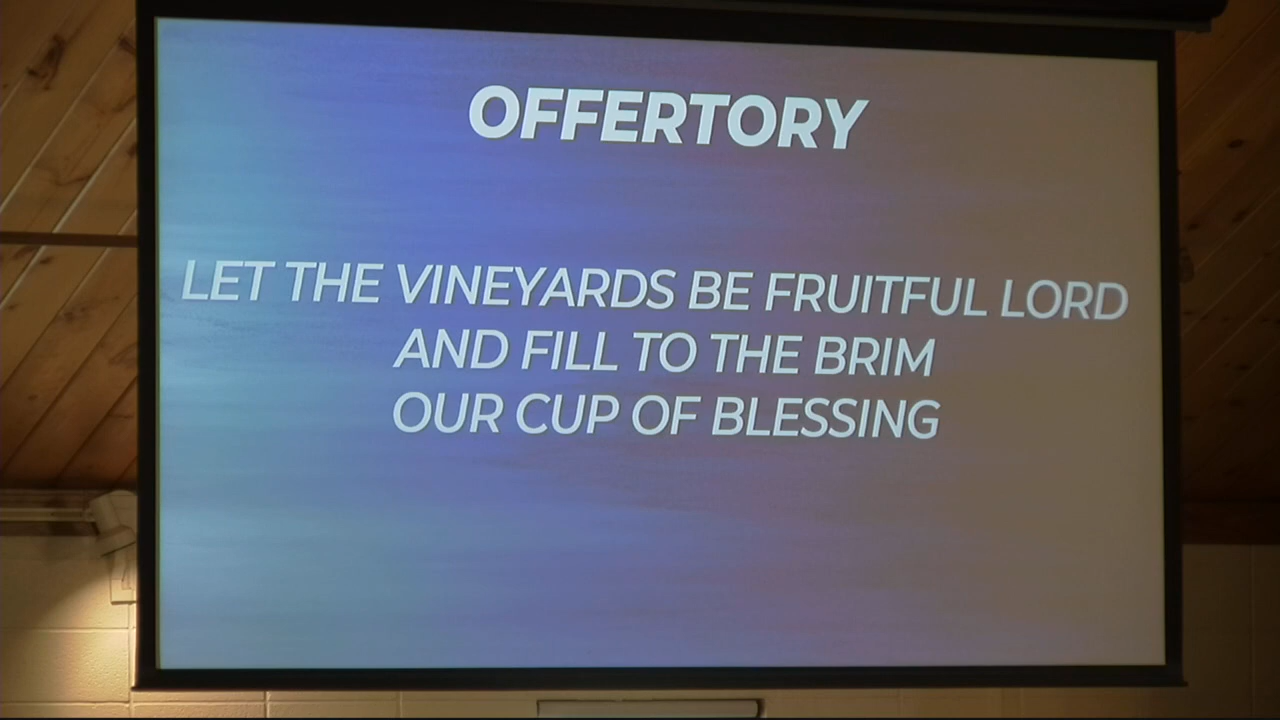 OFFERTORY
LET THE VINEYARDS BE FRUITFUL LORD
AND FILL TO THE BRIM
OUR CUP OF BLESSING